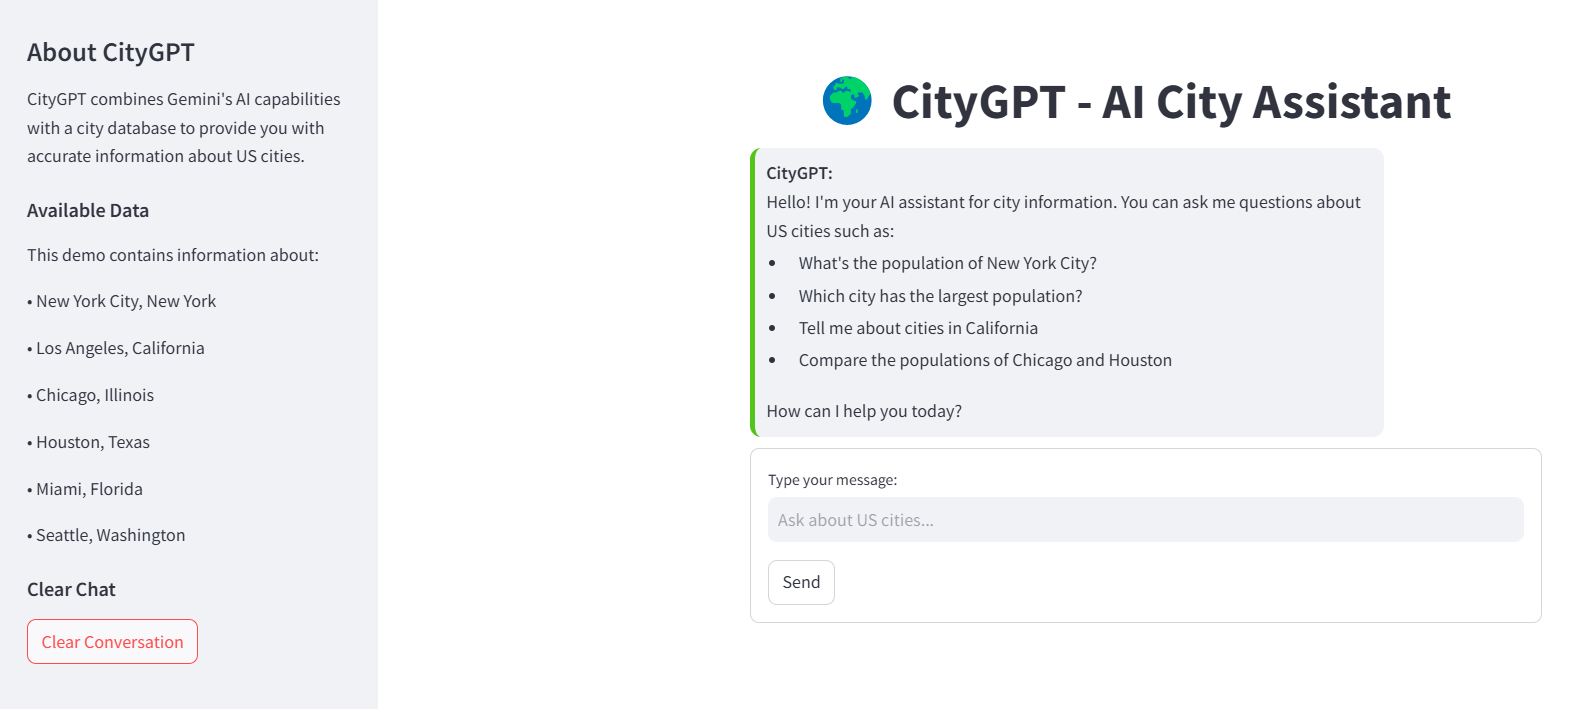 About CityGPT
CityGPT combines Gemini's AI capabilities
with a city database to provide you with
accurate information about US cities.
Available Data
This demo contains information about:
• New York City, New York
• Los Angeles, California
• Chicago, Illinois
• Houston, Texas
• Miami, Florida
• Seattle, Washington
Clear Chat
Clear Conversation
CityGPT - AI City Assistant
CityGPT:
Hello! I'm your AI assistant for city information. You can ask me questions about
US cities such as:
• What's the population of New York City?
• Which city has the largest population?
• Tell me about cities in California
• Compare the populations of Chicago and Houston
How can I help you today?
Type your message:
Ask about US cities...
Send